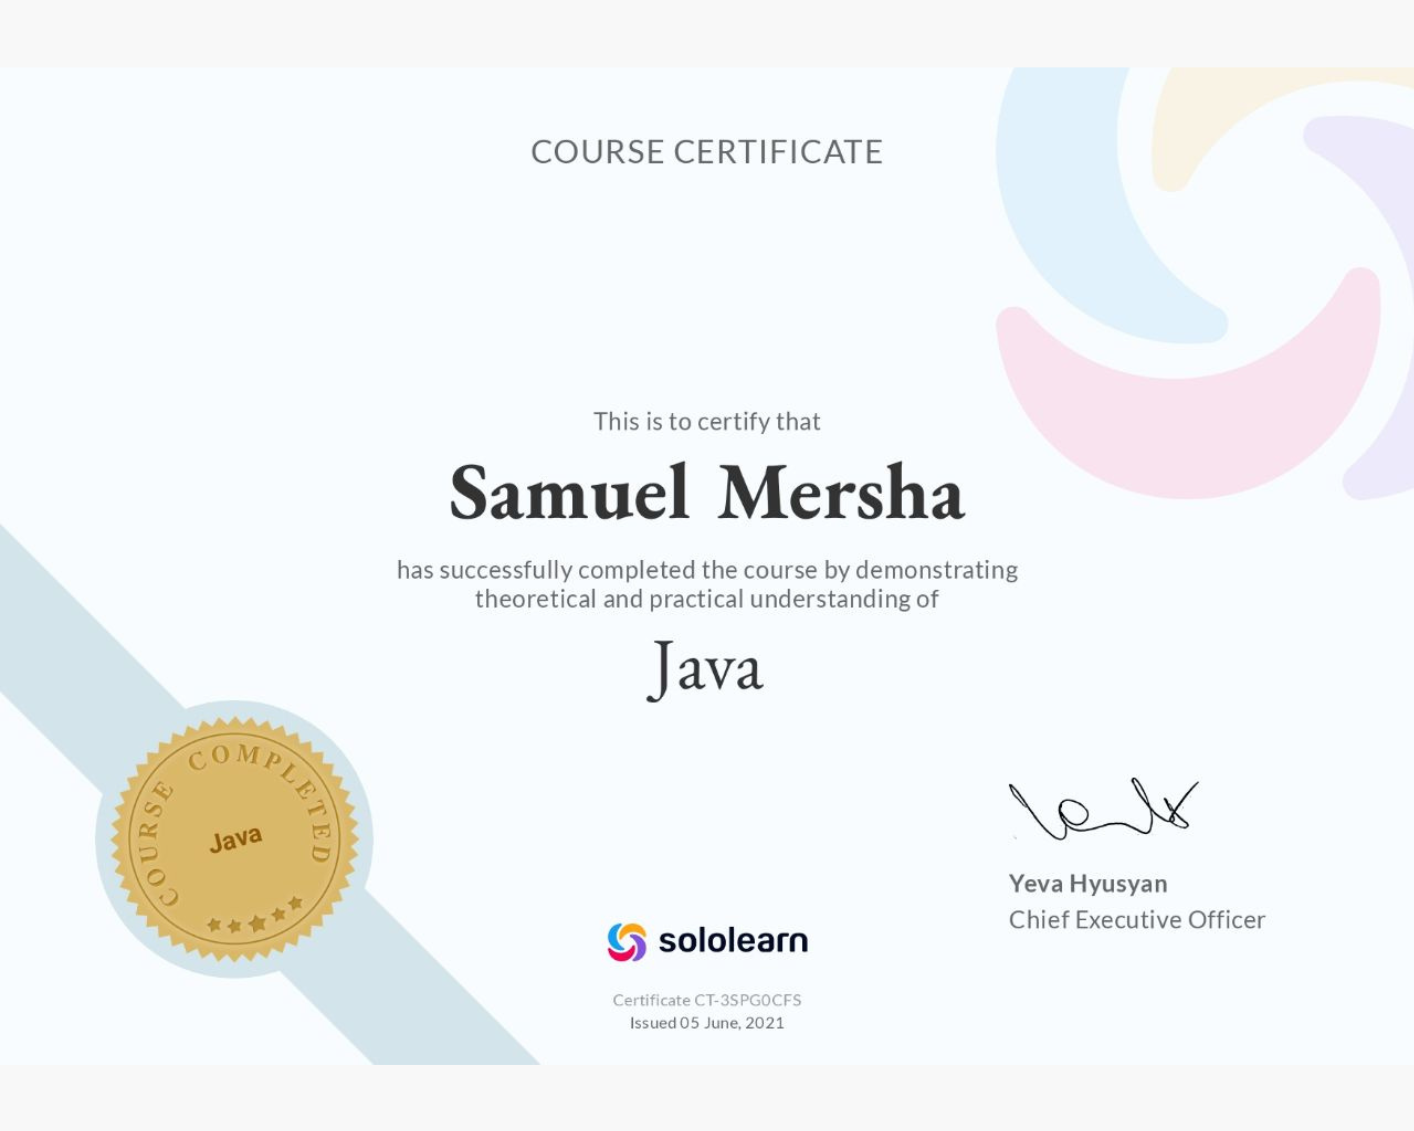 COURSE CERTIFICATE
This is to certify that
Samuel Mersha
has successfully completed the course by demonstrating
theoretical and practical understanding of
Java
COURSE COMPLETED
Java
Yeva Hyusyan
Chief Executive Officer
sololearn
Certificate CT-3SPG0CFS
Issued 05 June, 2021